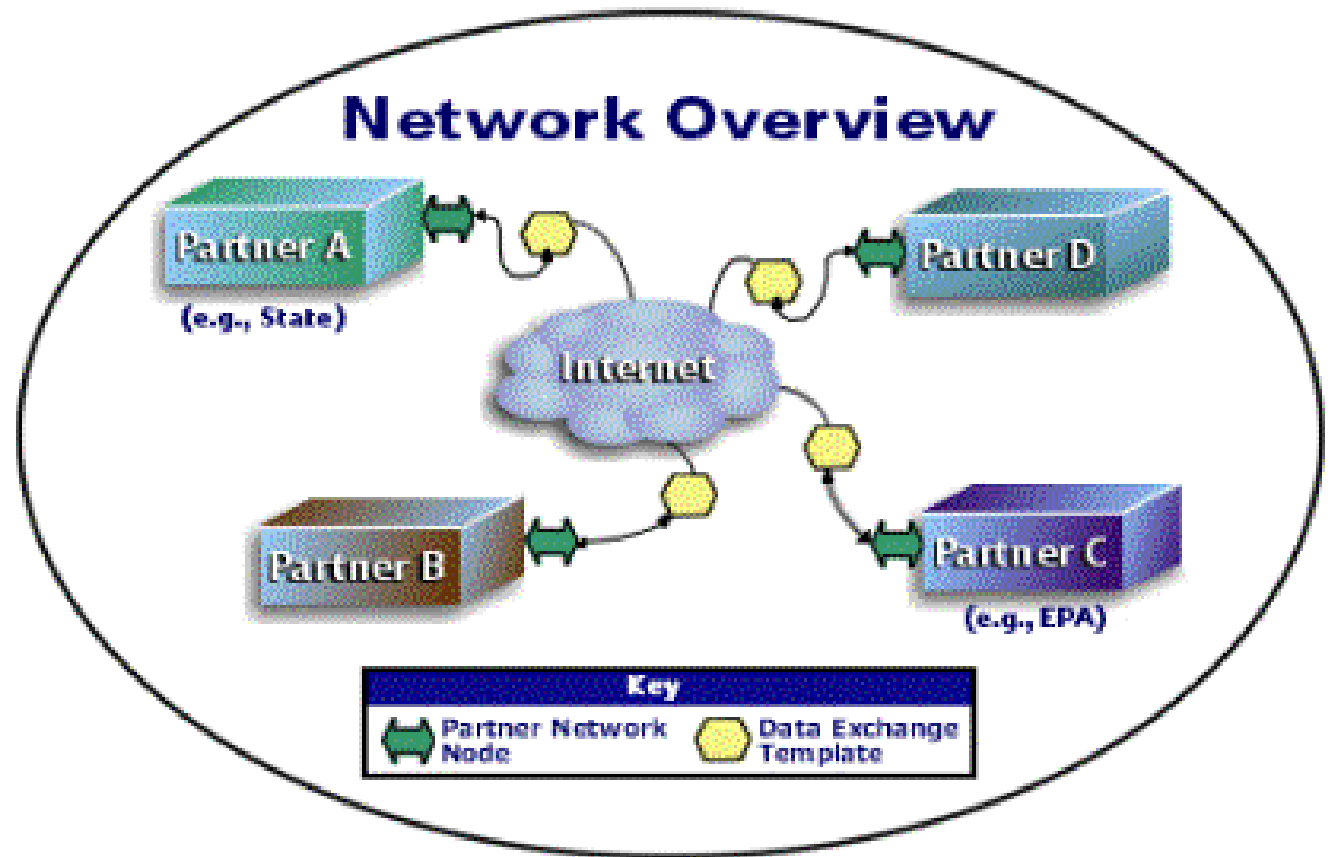 Network Overview
Partner A
(e.g., State)
Partner D
Internet
Partner B
Partner C
(e.g., EPA)
Key
Partner Network
Node
Data Exchange
Template